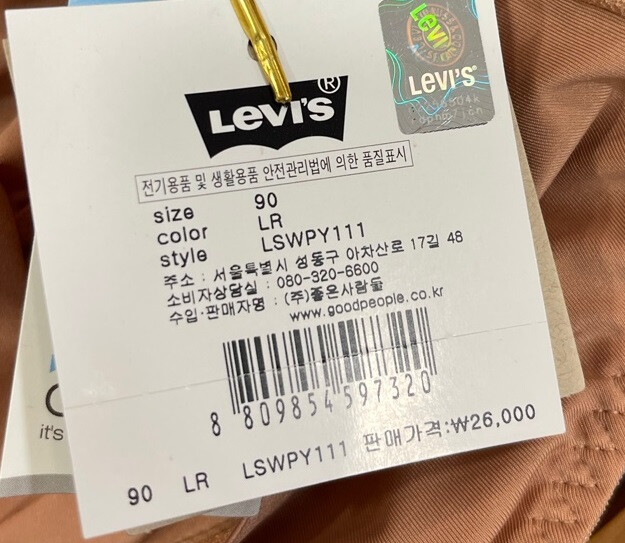 Levi's®
Levi's
LEVI'S®
전기용품 및 생활용품 안전관리법에 의한 품질표시
size 90
color LR
style LSWPY111
주소 : 서울특별시 성동구 아차산로 17길 48
소비자상담실 : 080-320-6600
수입·판매자명 : (주)좋은사람들
www.goodpeople.co.kr
8 809854 597320
90 LR LSWPY111 판매가격:₩26,000
it's